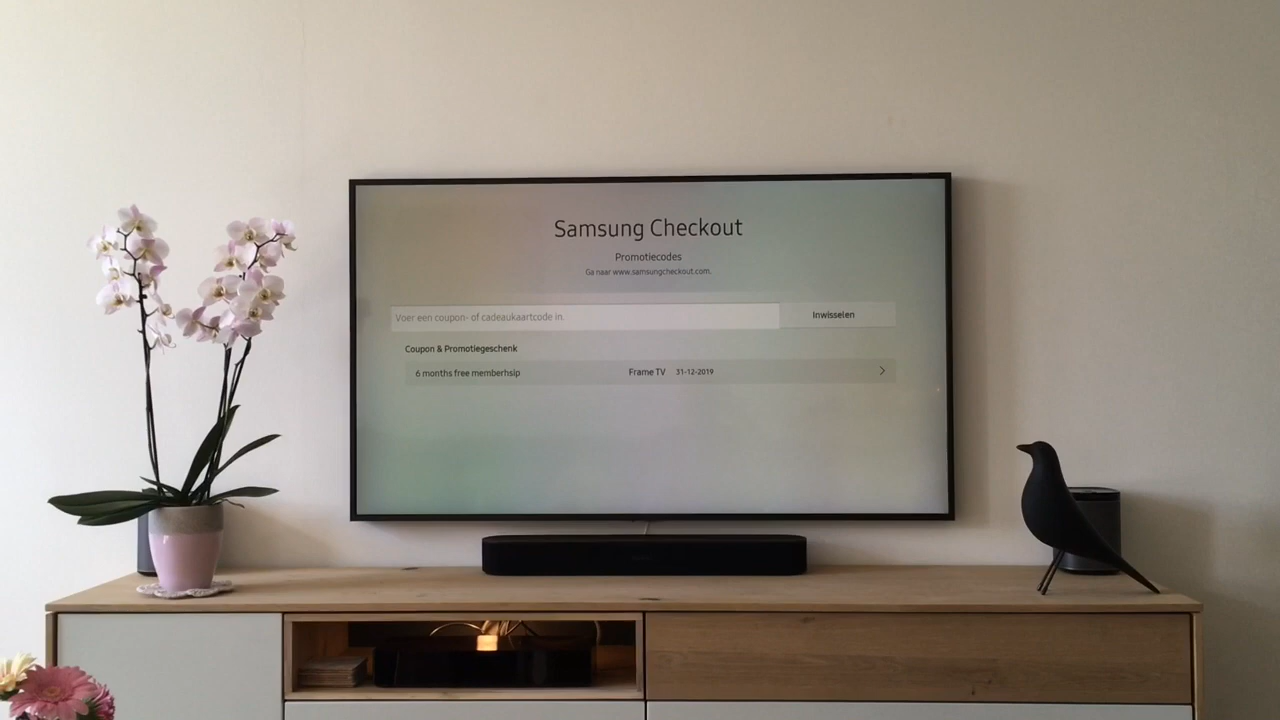 Samsung Checkout
Promotiecodes
Ga naar www.samsungcheckout.com.
Voer een coupon- of cadeaukaartcode in. Inwisselen
Coupon & Promotiegeschenk
6 months free memberhsip Frame TV 31-12-2019